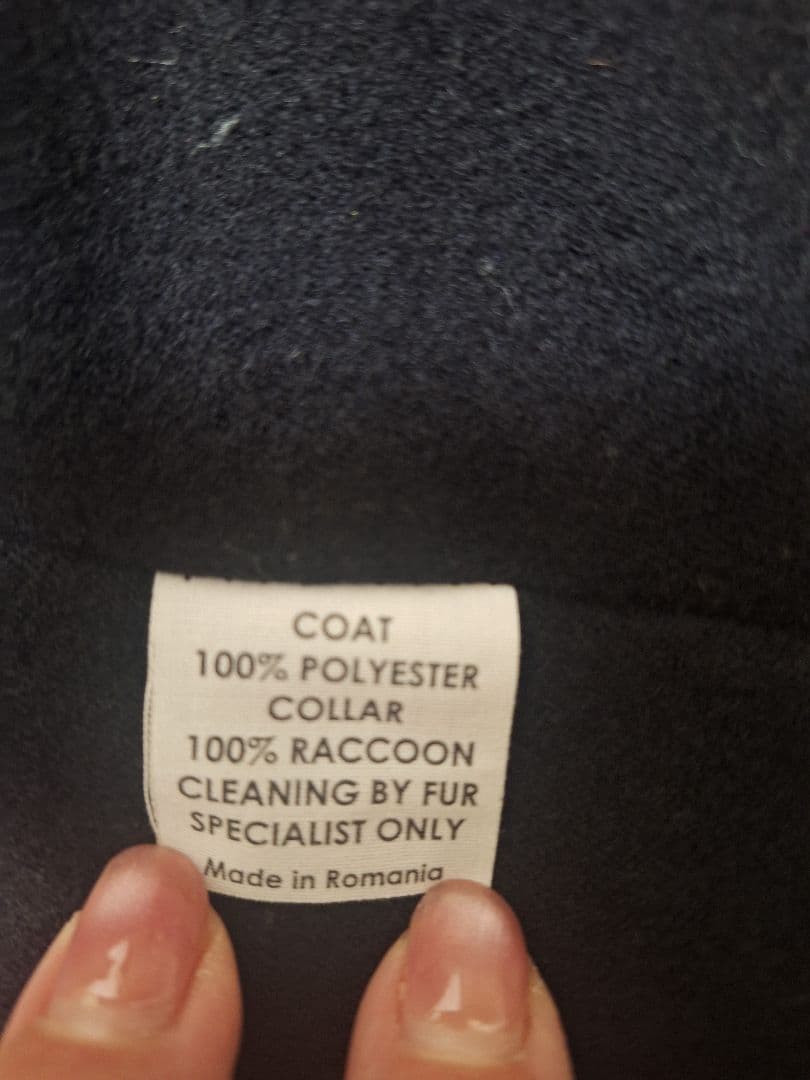 COAT
100% POLYESTER
COLLAR
100% RACCOON
CLEANING BY FUR
SPECIALIST ONLY
Made in Romania